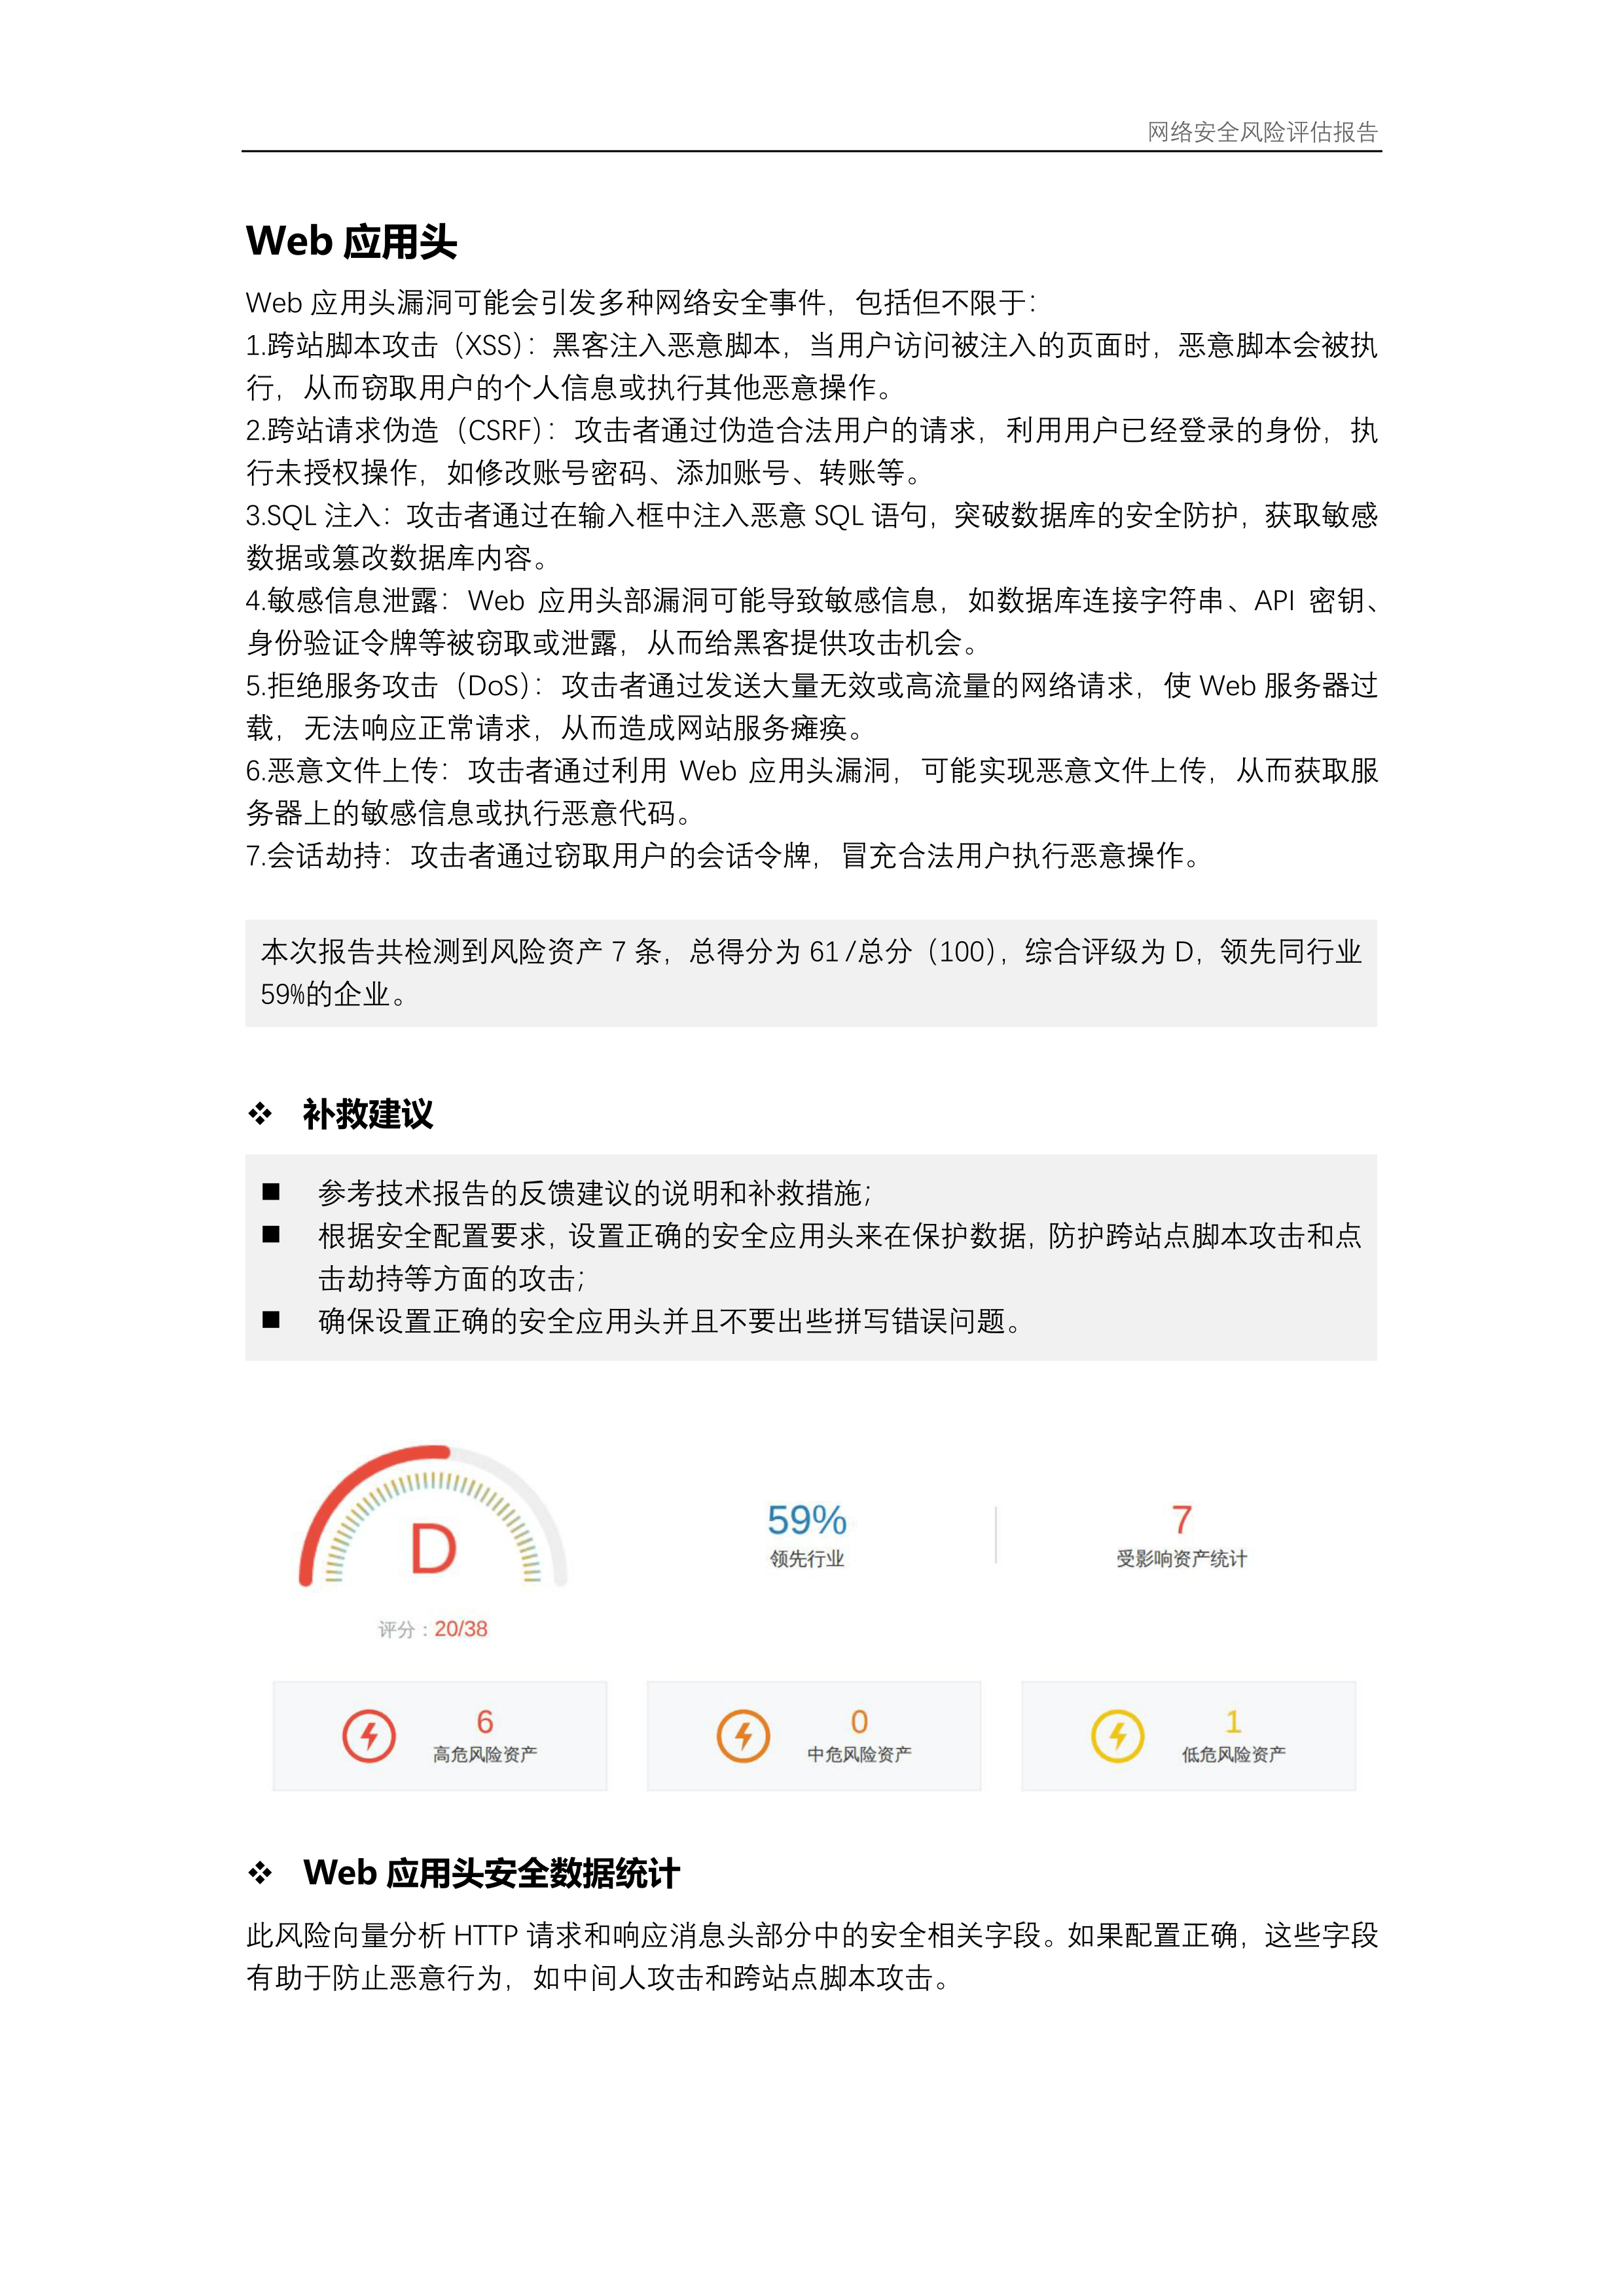 网络安全风险评估报告
Web 应用头
Web 应用头漏洞可能会引发多种网络安全事件，包括但不限于：
1.跨站脚本攻击（XSS）：黑客注入恶意脚本，当用户访问被注入的页面时，恶意脚本会被执
行，从而窃取用户的个人信息或执行其他恶意操作。
2.跨站请求伪造（CSRF）：攻击者通过伪造合法用户的请求，利用用户已经登录的身份，执
行未授权操作，如修改账号密码、添加账号、转账等。
3.SQL 注入：攻击者通过在输入框中注入恶意 SQL 语句，突破数据库的安全防护，获取敏感
数据或篡改数据库内容。
4.敏感信息泄露：Web 应用头部漏洞可能导致敏感信息，如数据库连接字符串、API 密钥、
身份验证令牌等被窃取或泄露，从而给黑客提供攻击机会。
5.拒绝服务攻击（DoS）：攻击者通过发送大量无效或高流量的网络请求，使 Web 服务器过
载，无法响应正常请求，从而造成网站服务瘫痪。
6.恶意文件上传：攻击者通过利用 Web 应用头漏洞，可能实现恶意文件上传，从而获取服
务器上的敏感信息或执行恶意代码。
7.会话劫持：攻击者通过窃取用户的会话令牌，冒充合法用户执行恶意操作。
本次报告共检测到风险资产 7 条，总得分为 61 /总分（100），综合评级为 D，领先同行业
59%的企业。
❖ 补救建议
■ 参考技术报告的反馈建议的说明和补救措施；
■ 根据安全配置要求，设置正确的安全应用头来在保护数据，防护跨站点脚本攻击和点
击劫持等方面的攻击；
■ 确保设置正确的安全应用头并且不要出些拼写错误问题。
D
评分：20/38
59%
领先行业
7
受影响资产统计
6
高危风险资产
0
中危风险资产
1
低危风险资产
❖ Web 应用头安全数据统计
此风险向量分析 HTTP 请求和响应消息头部分中的安全相关字段。如果配置正确，这些字段
有助于防止恶意行为，如中间人攻击和跨站点脚本攻击。